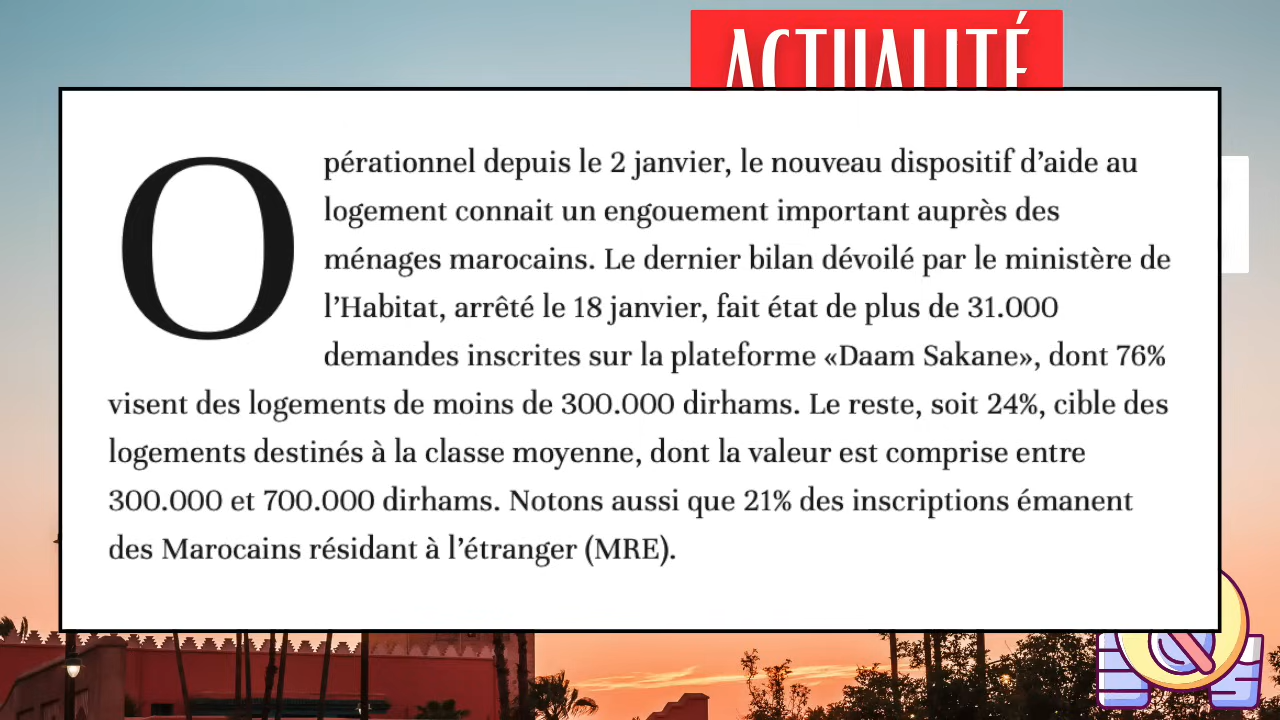 ACTUALITÉ
Opérationnel depuis le 2 janvier, le nouveau dispositif d’aide au
logement connait un engouement important auprès des
ménages marocains. Le dernier bilan dévoilé par le ministère de
l’Habitat, arrêté le 18 janvier, fait état de plus de 31.000
demandes inscrites sur la plateforme «Daam Sakane», dont 76%
visent des logements de moins de 300.000 dirhams. Le reste, soit 24%, cible des
logements destinés à la classe moyenne, dont la valeur est comprise entre
300.000 et 700.000 dirhams. Notons aussi que 21% des inscriptions émanent
des Marocains résidant à l’étranger (MRE).